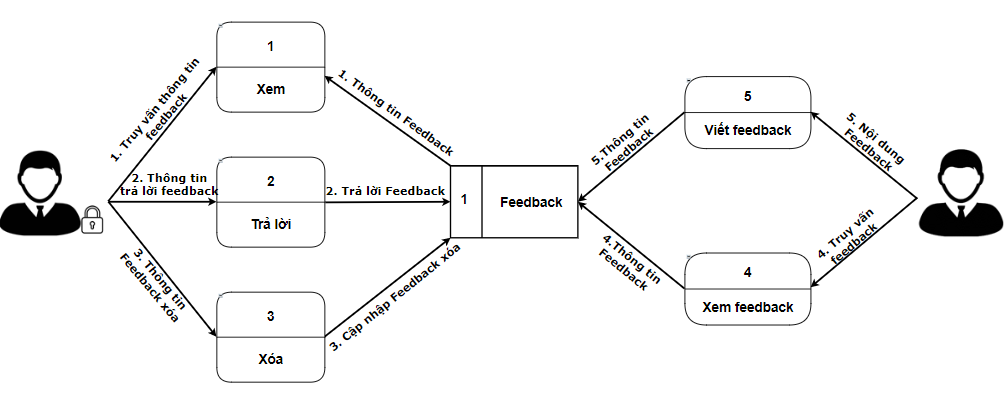 1
Xem
1. Truy vấn thông tin
feedback
1. Thông tin Feedback
2
Trả lời
2. Thông tin
trả lời feedback
2. Trả lời Feedback
3
Xóa
3. Thông tin
Feedback xóa
3. Cập nhập Feedback xóa
1
Feedback
5
Viết feedback
5.Thông tin
Feedback
5. Nội dung
Feedback
4
Xem feedback
4.Thông tin
Feedback
4. Truy vấn
feedback